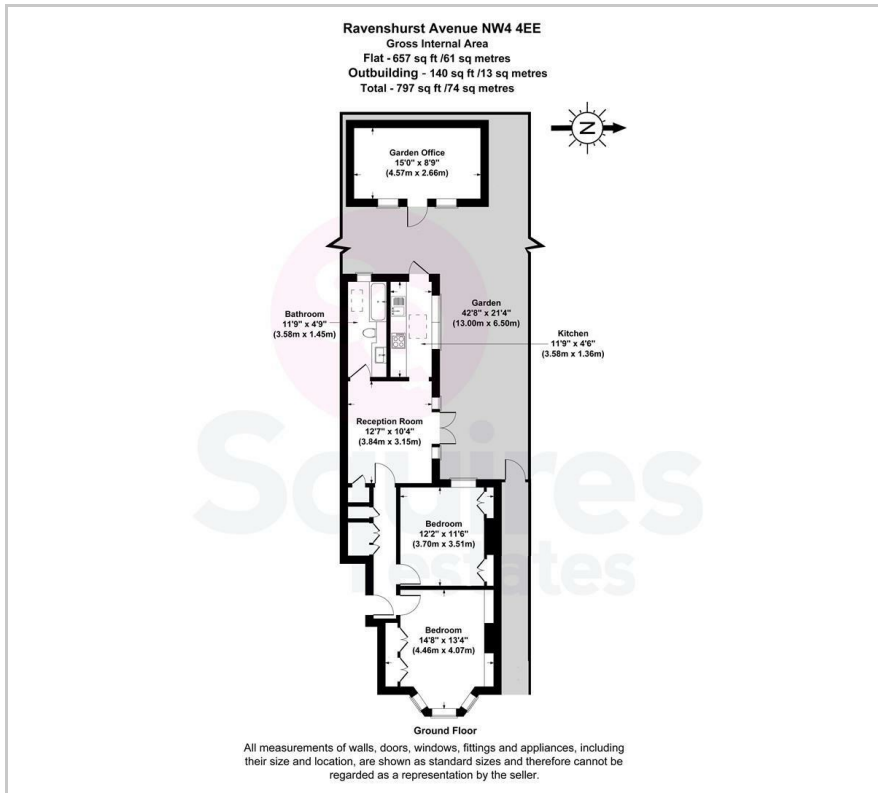 Ravenshurst Avenue NW4 4EE
Gross Internal Area
Flat - 657 sq ft /61 sq metres
Outbuilding - 140 sq ft /13 sq metres
Total - 797 sq ft /74 sq metres
N
Garden Office
15'0" x 8'9"
(4.57m x 2.66m)
Bathroom
11'9" x 4'9"
(3.58m x 1.45m)
Garden
42'8" x 21'4"
(13.00m x 6.50m)
Kitchen
11'9" x 4'6"
(3.58m x 1.36m)
Reception Room
12'7" x 10'4"
(3.84m x 3.15m)
Squires
estates
Bedroom
12'2" x 11'6"
(3.70m x 3.51m)
Bedroom
14'8" x 13'4"
(4.46m x 4.07m)
Ground Floor
All measurements of walls, doors, windows, fittings and appliances, including
their size and location, are shown as standard sizes and therefore cannot be
regarded as a representation by the seller.